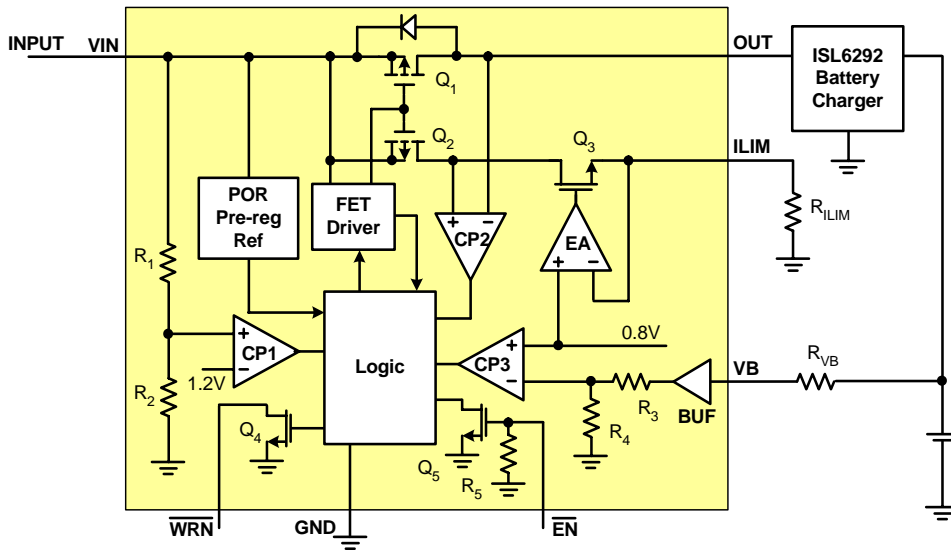 INPUT
VIN
OUT
ISL6292
Battery
Charger
Q1
Q2
Q3
ILIM
RILIM
POR
Pre-reg
Ref
FET
Driver
+
−
CP2
EA
+
−
R1
+
−
CP1
1.2V
R2
Logic
CP3
+
−
0.8V
VB
RVB
BUF
R3
R4
Q4
Q5
R5
WRN
GND
EN